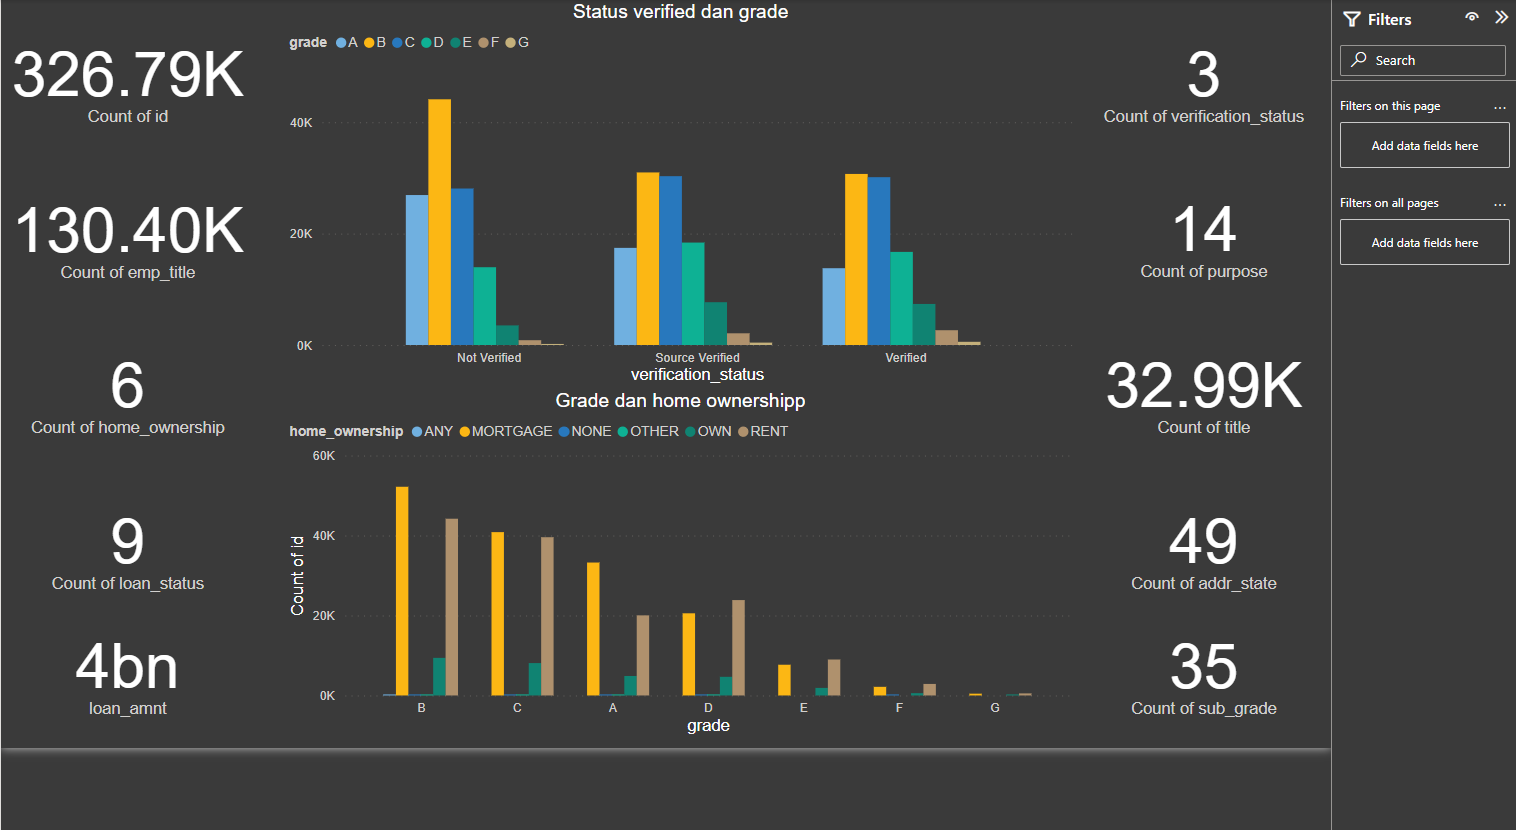 Status verified dan grade
grade A B C D E F G
326.79K
Count of id
130.40K
Count of emp_title
6
Count of home_ownership
9
Count of loan_status
4bn
loan_amnt
40K
20K
0K
Not Verified Source Verified Verified
verification_status
Grade dan home ownershipp
home_ownership ANY MORTGAGE NONE OTHER OWN RENT
60K
40K
20K
0K
Count of id
B C A D E F G
grade
3
Count of verification_status
14
Count of purpose
32.99K
Count of title
49
Count of addr_state
35
Count of sub_grade
Filters
Search
Filters on this page ...
Add data fields here
Filters on all pages ...
Add data fields here